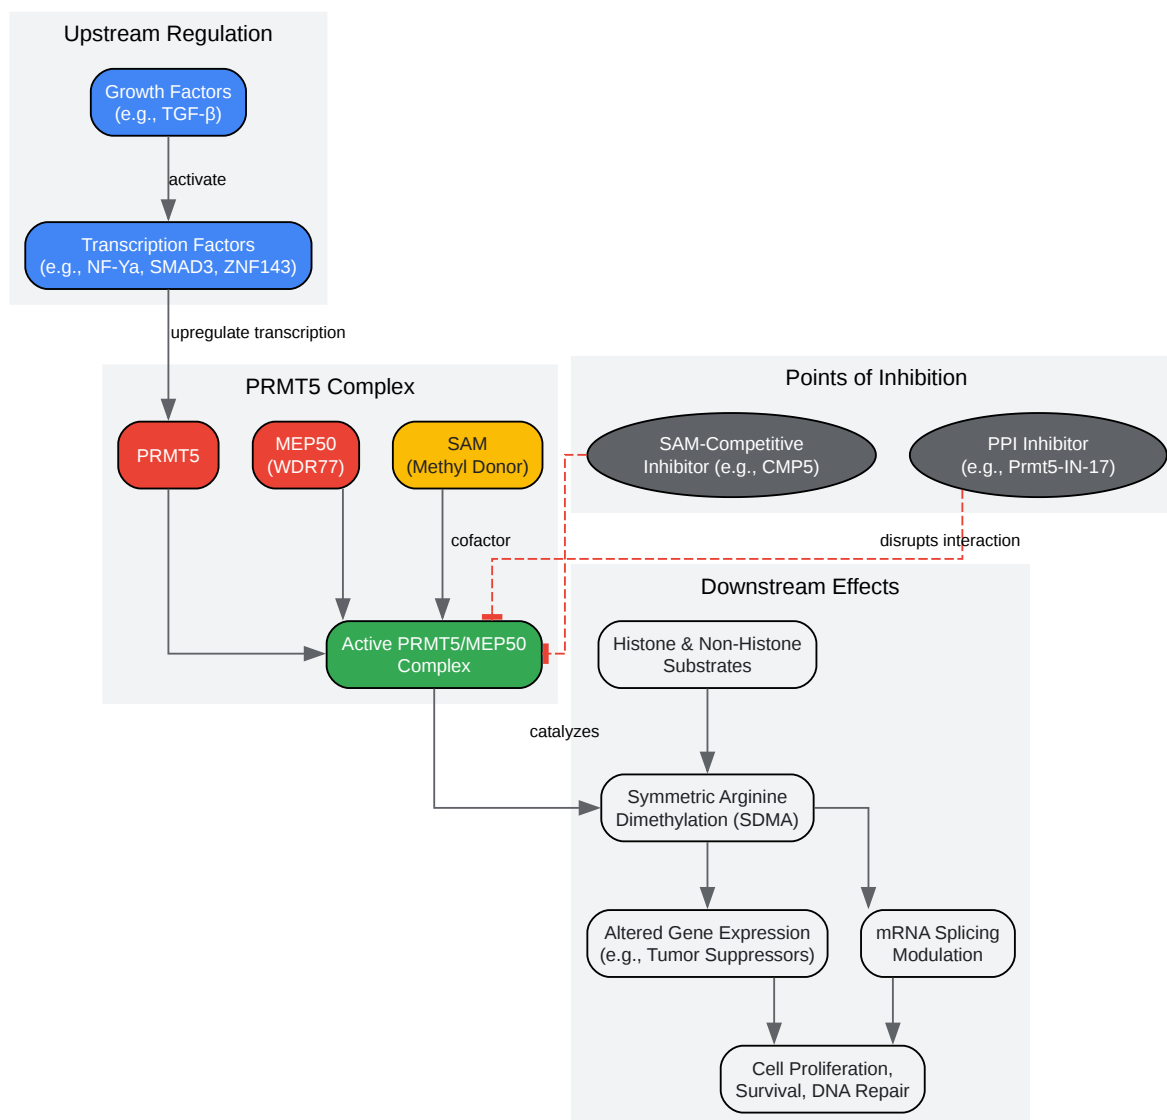 Upstream Regulation
Growth Factors
(e.g., TGF-β)
activate
Transcription Factors
(e.g., NF-Ya, SMAD3, ZNF143)
upregulate transcription
PRMT5 Complex
PRMT5
MEP50
(WDR77)
SAM
(Methyl Donor)
cofactor
Active PRMT5/MEP50
Complex
Points of Inhibition
SAM-Competitive
Inhibitor (e.g., CMP5)
PPI Inhibitor
(e.g., Prmt5-IN-17)
disrupts interaction
catalyzes
Downstream Effects
Histone & Non-Histone
Substrates
Symmetric Arginine
Dimethylation (SDMA)
Altered Gene Expression
(e.g., Tumor Suppressors)
mRNA Splicing
Modulation
Cell Proliferation,
Survival, DNA Repair